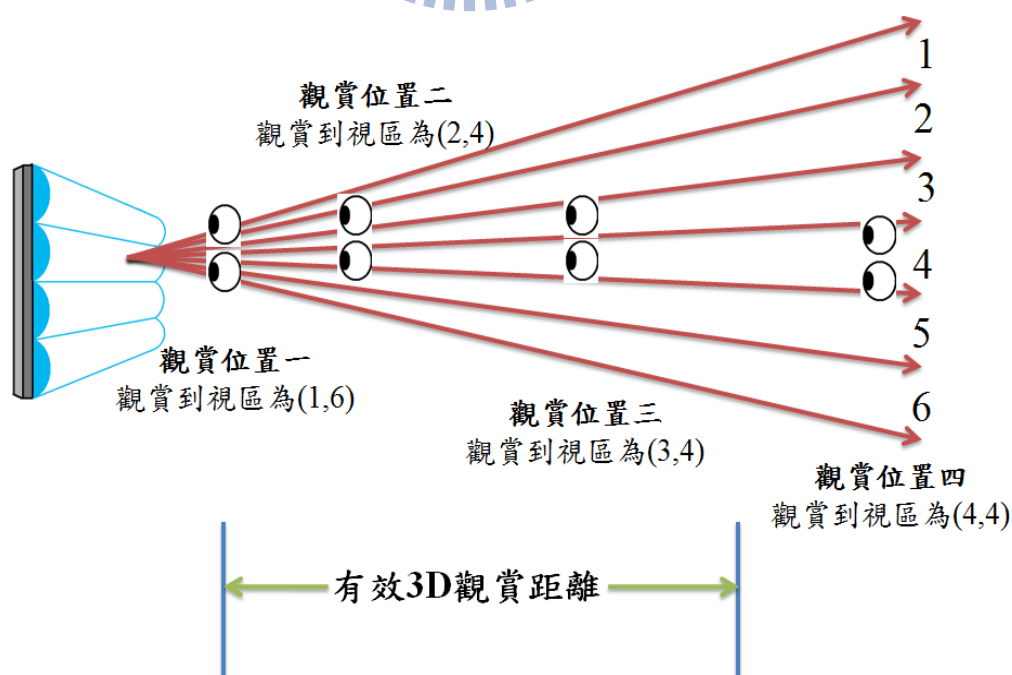 1
觀賞位置二
觀賞到視區為(2,4)
2
3
4
5
觀賞位置一
觀賞到視區為(1,6)
6
觀賞位置三
觀賞到視區為(3,4)
觀賞位置四
觀賞到視區為(4,4)
有效3D觀賞距離